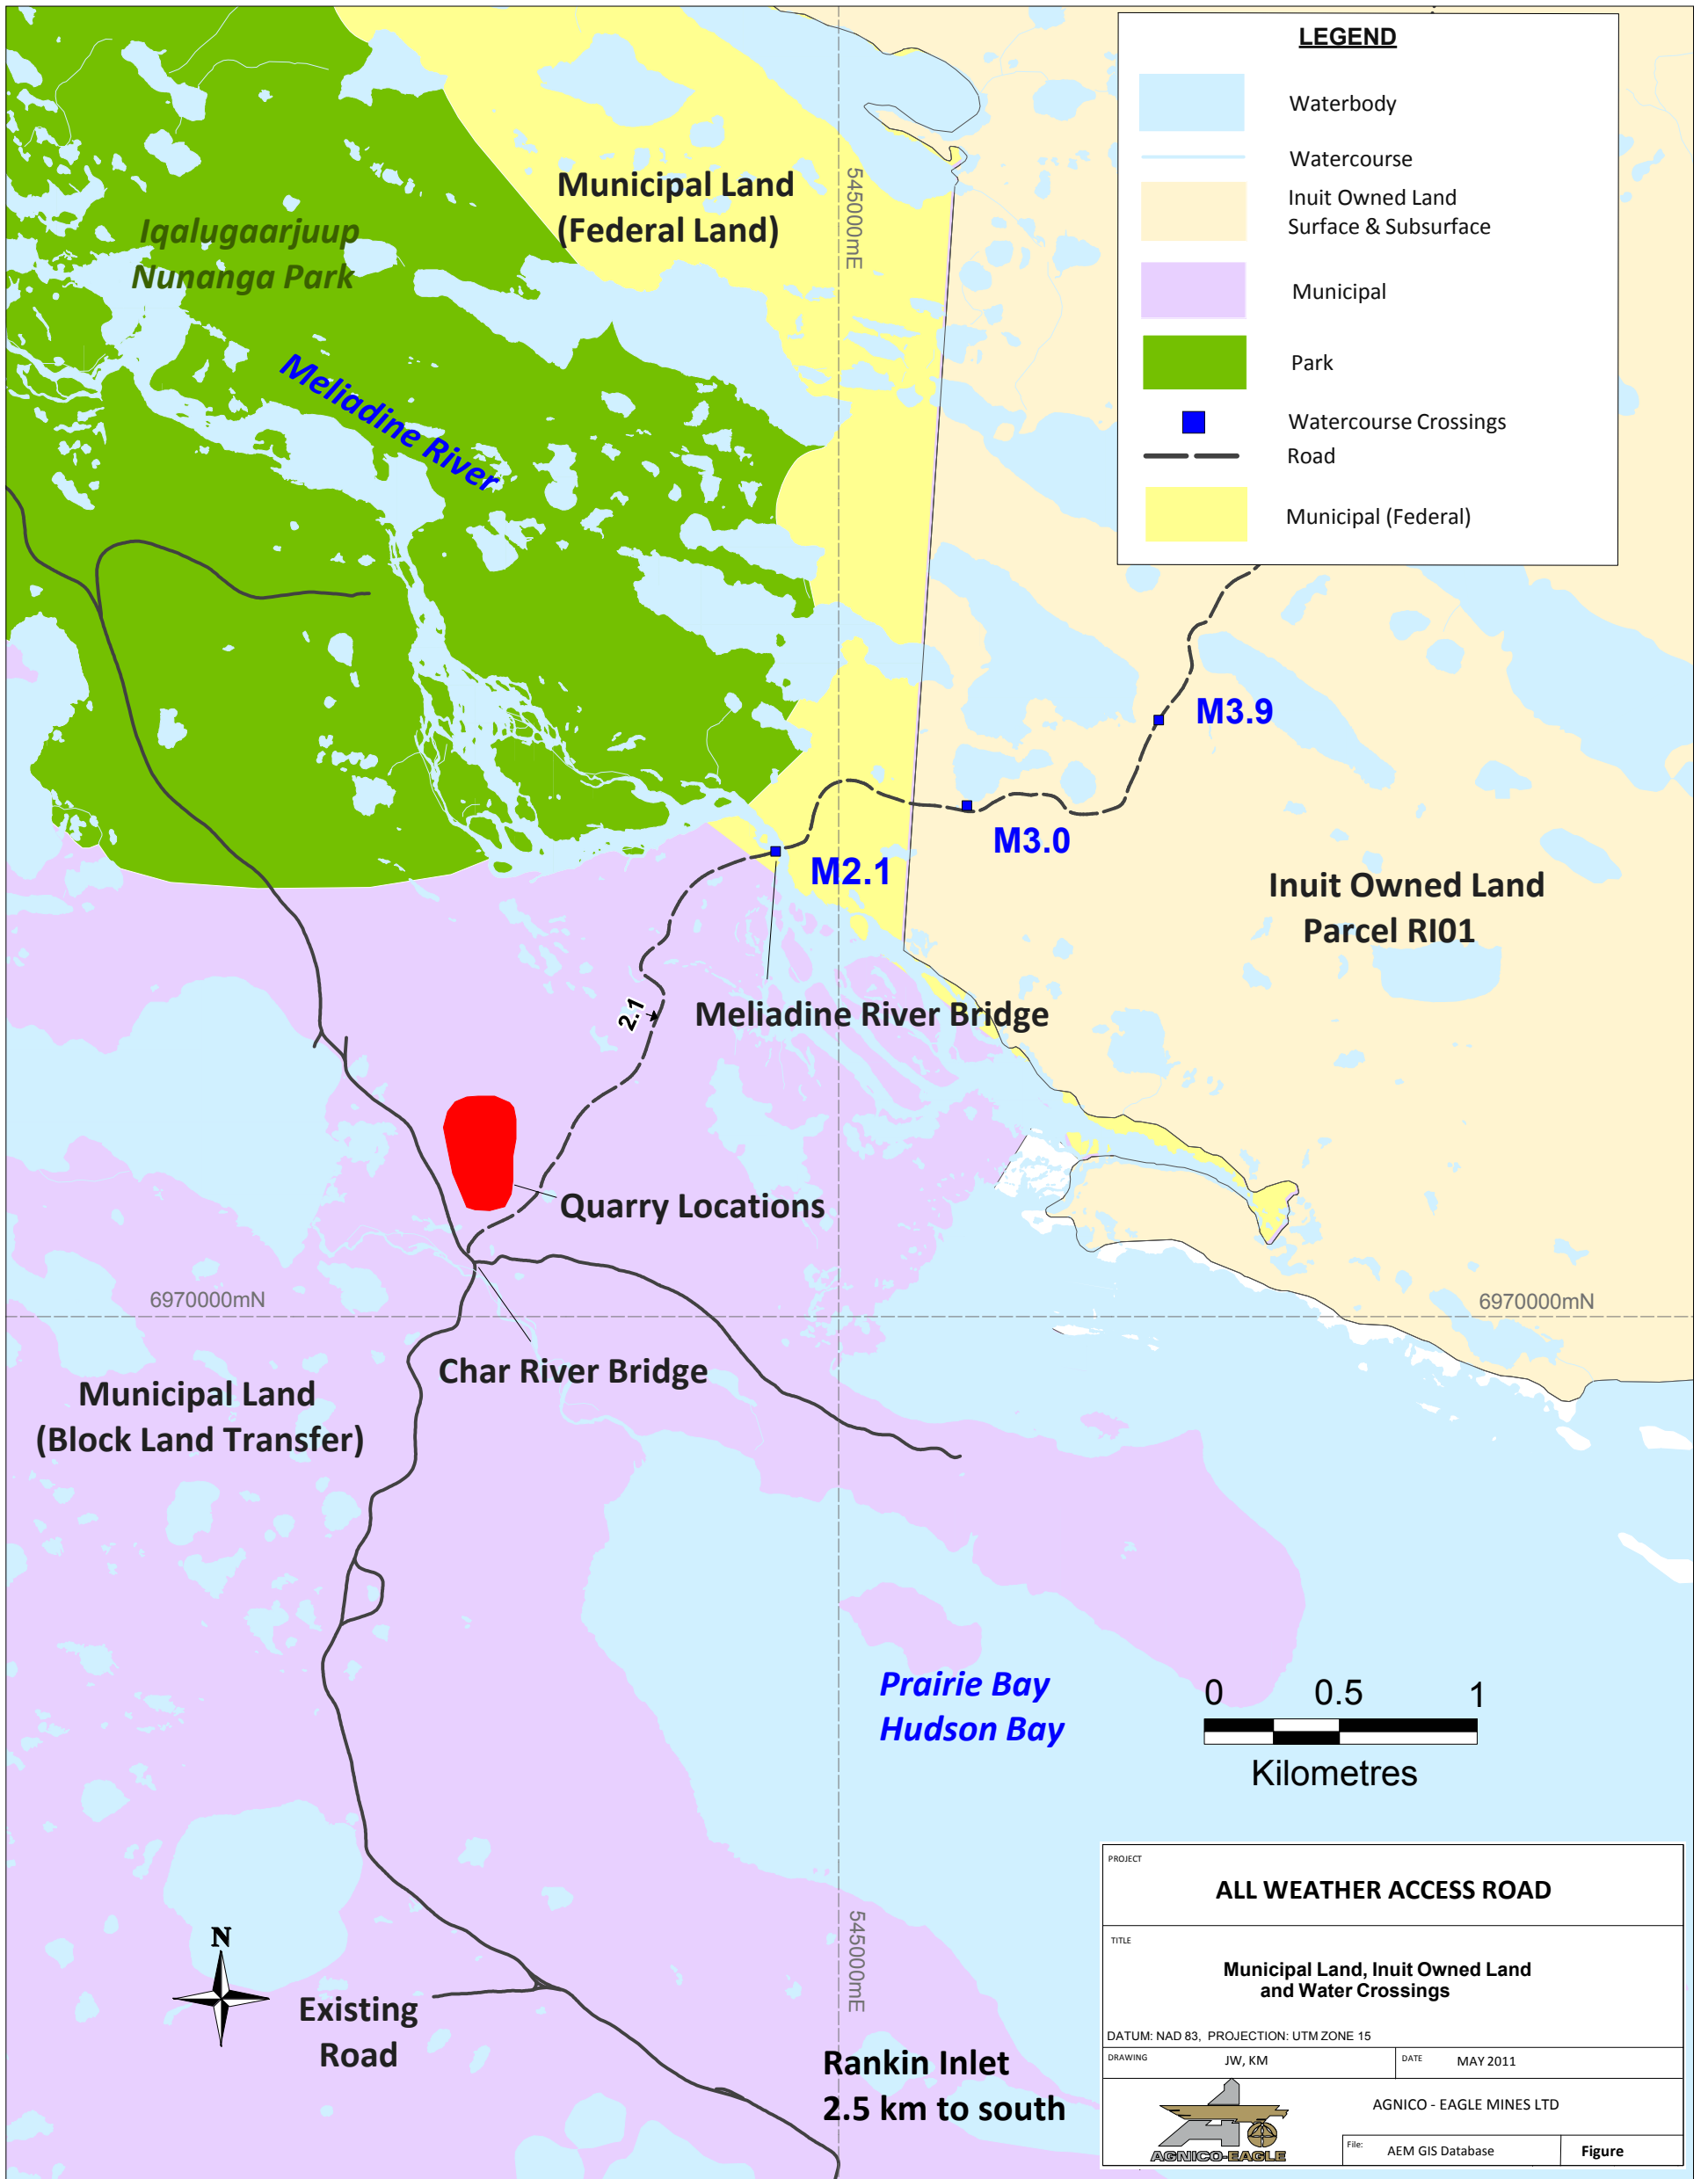 LEGEND
Waterbody
Watercourse
Inuit Owned Land
Surface & Subsurface
Municipal
Park
Watercourse Crossings
Road
Municipal (Federal)
Municipal Land
(Federal Land)
545000mE
Iqalugaarjuup
Nunanga Park
Meliadine River
M3.9
M3.0
M2.1
Inuit Owned Land
Parcel RI01
2.1
Meliadine River Bridge
Quarry Locations
6970000mN
6970000mN
Char River Bridge
Municipal Land
(Block Land Transfer)
Prairie Bay
Hudson Bay
0 0.5 1
Kilometres
545000mE
N
Existing
Road
Rankin Inlet
2.5 km to south
PROJECT
ALL WEATHER ACCESS ROAD
TITLE
Municipal Land, Inuit Owned Land
and Water Crossings
DATUM: NAD 83, PROJECTION: UTM ZONE 15
DRAWING JW, KM DATE MAY 2011
AGNICO - EAGLE MINES LTD
AGNICO-EAGLE
File: AEM GIS Database Figure